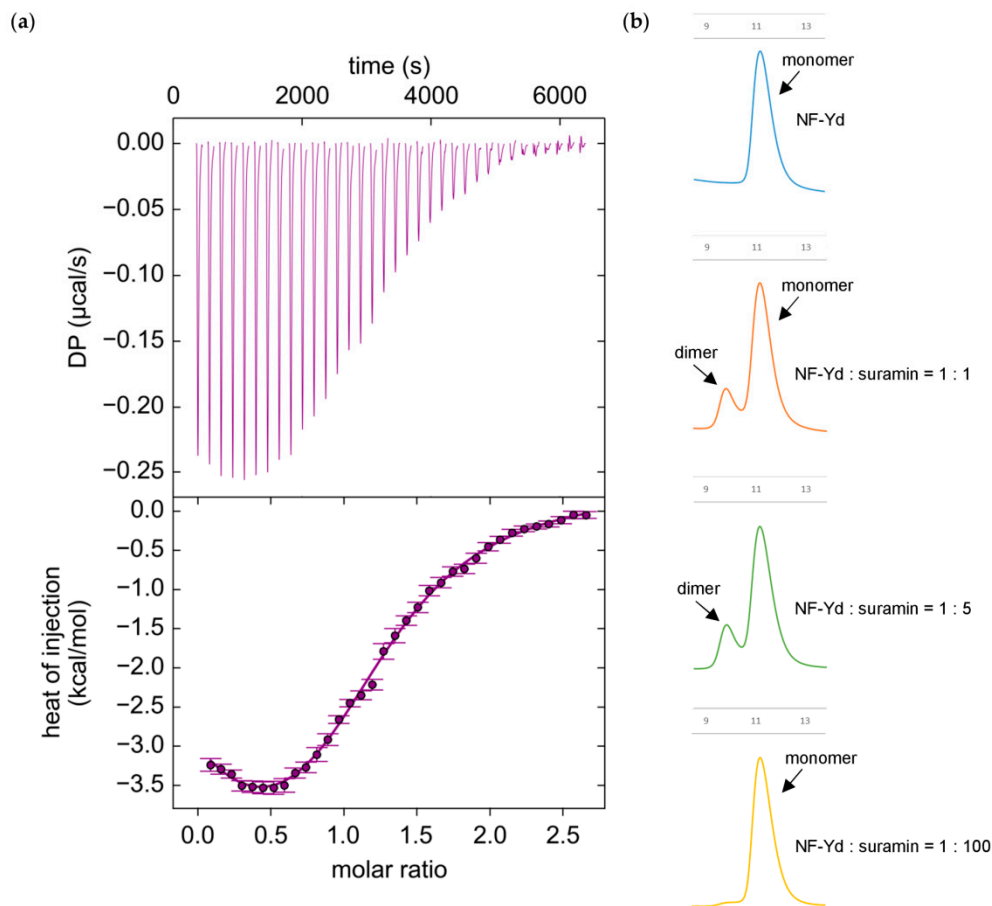 (a)
time (s)
0 2000 4000 6000
0.00
−0.05
−0.10
−0.15
−0.20
−0.25
DP (µcal/s)
0.0
−0.5
−1.0
−1.5
−2.0
−2.5
−3.0
−3.5
heat of injection
(kcal/mol)
0.0 0.5 1.0 1.5 2.0 2.5
molar ratio
(b)
9 11 13
monomer
NF-Yd
9 11 13
monomer
dimer
NF-Yd : suramin = 1 : 1
9 11 13
dimer
NF-Yd : suramin = 1 : 5
9 11 13
monomer
NF-Yd : suramin = 1 : 100